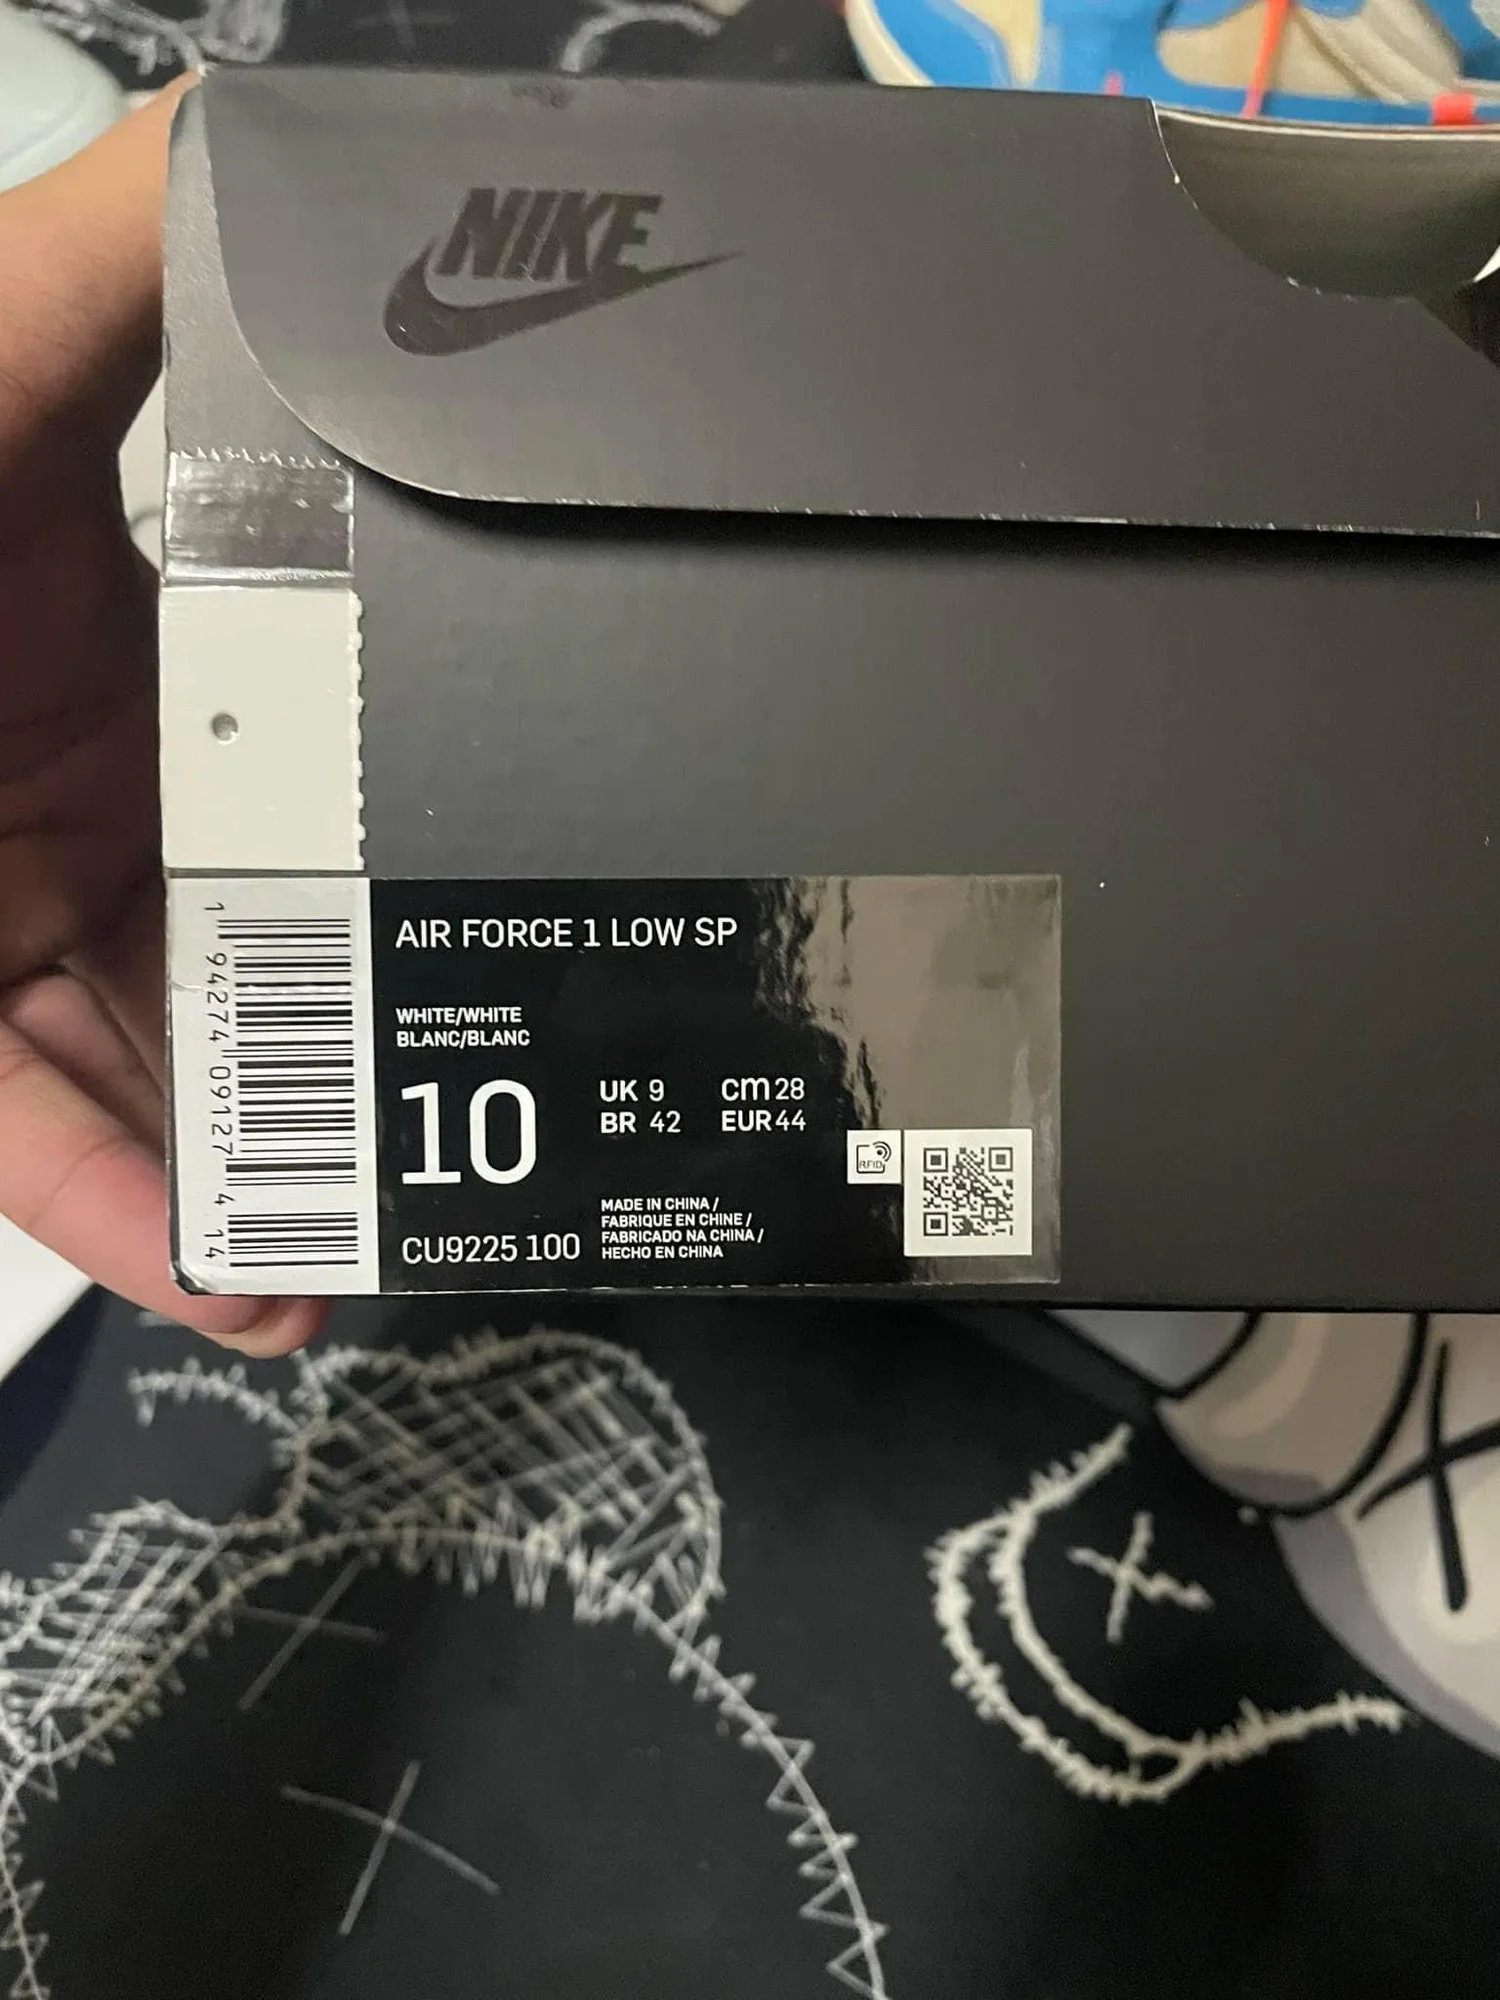 NIKE
AIR FORCE 1 LOW SP
WHITE/WHITE
BLANC/BLANC
10
UK 9 cm 28
BR 42 EUR 44
RFID
MADE IN CHINA /
FABRIQUE EN CHINE /
FABRICADO NA CHINA /
HECHO EN CHINA
CU9225 100
1 94274 09127 4 14